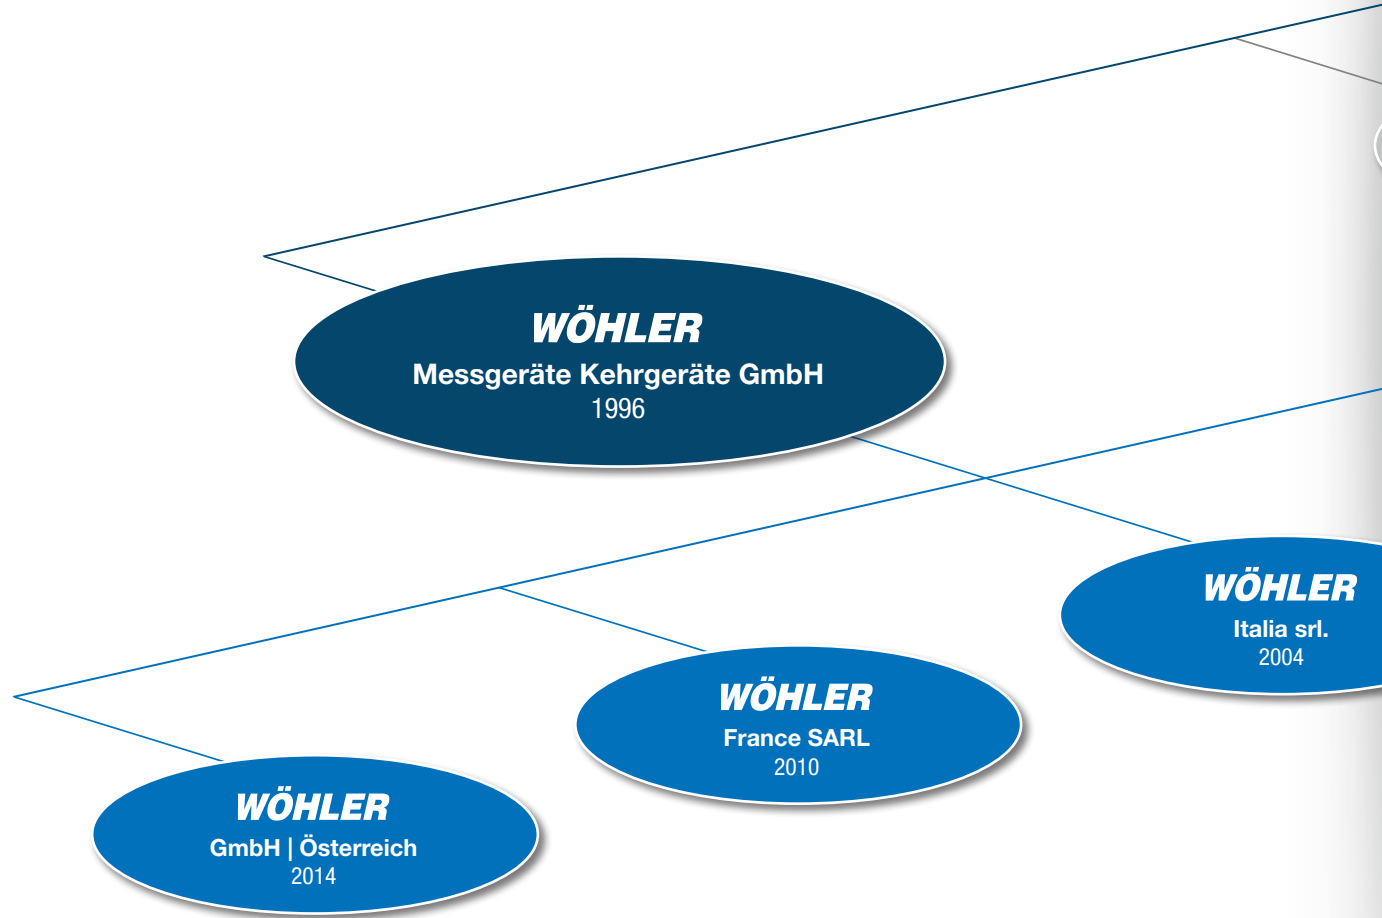 WÖHLER
Messgeräte Kehrgeräte GmbH
1996
WÖHLER
Italia srl.
2004
WÖHLER
France SARL
2010
WÖHLER
GmbH | Österreich
2014